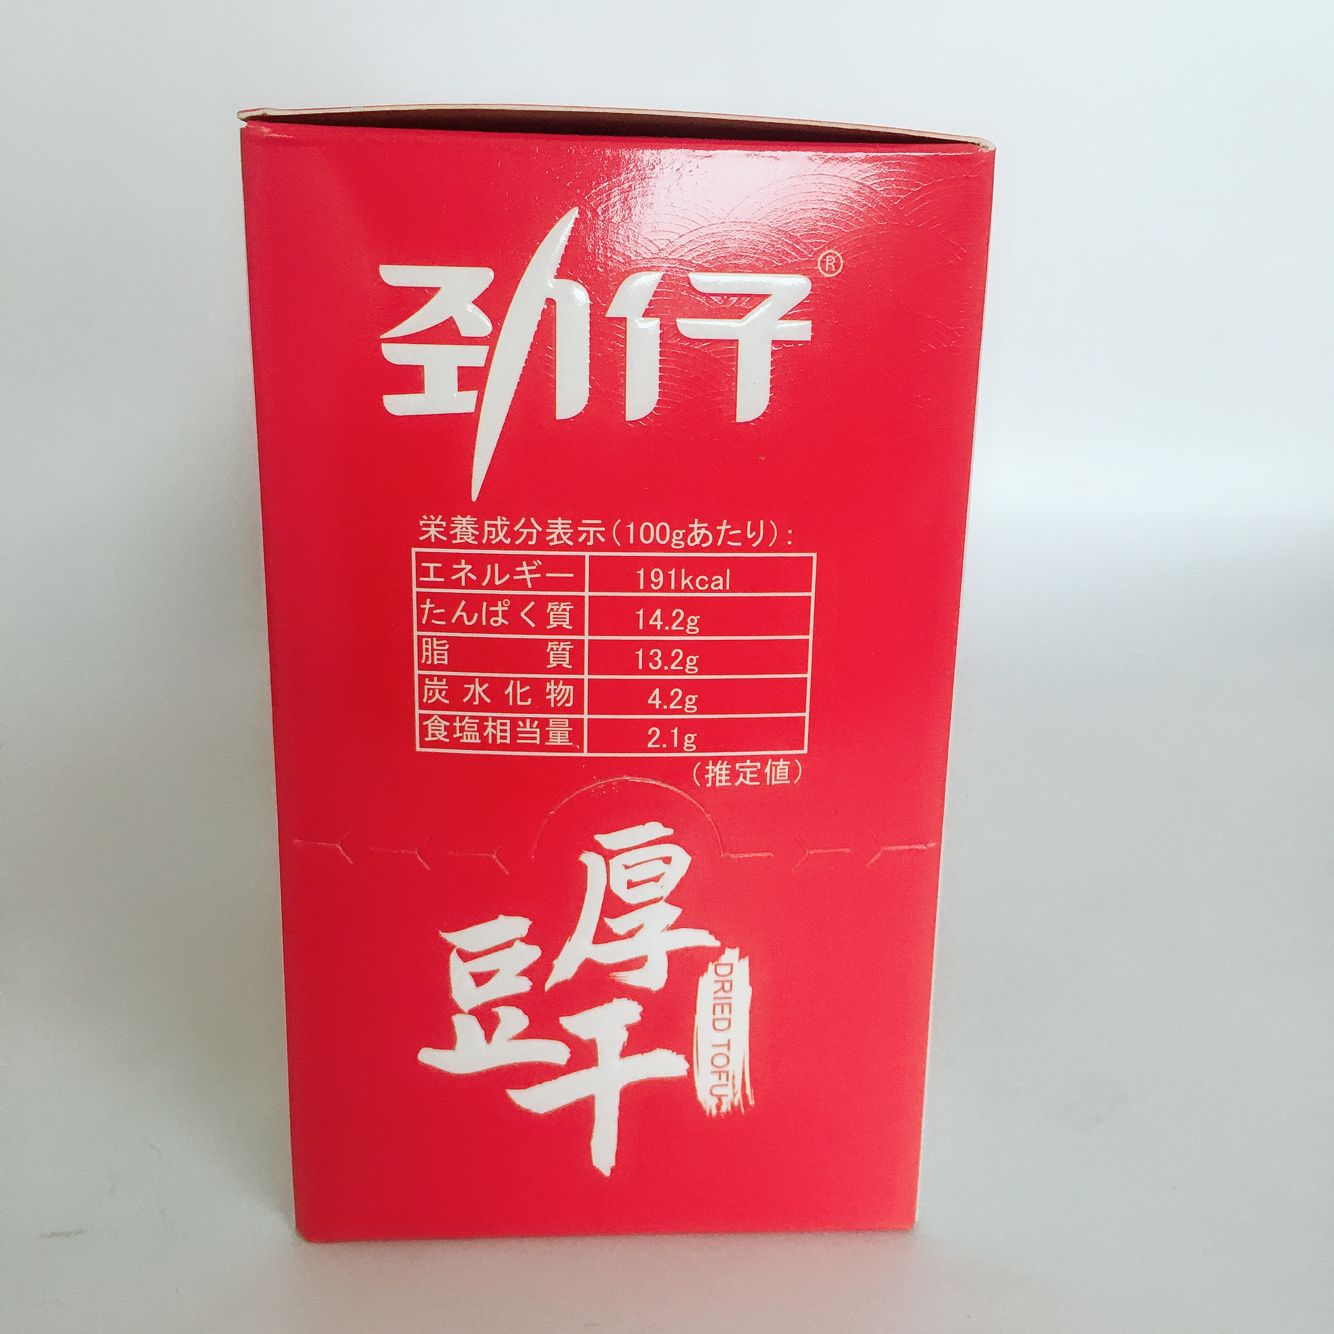 劲仔®
栄養成分表示(100gあたり):
エネルギー 191kcal
たんぱく質 14.2g
脂質 13.2g
炭水化物 4.2g
食塩相当量 2.1g
(推定値)
厚
豆干
DRIED TOFU